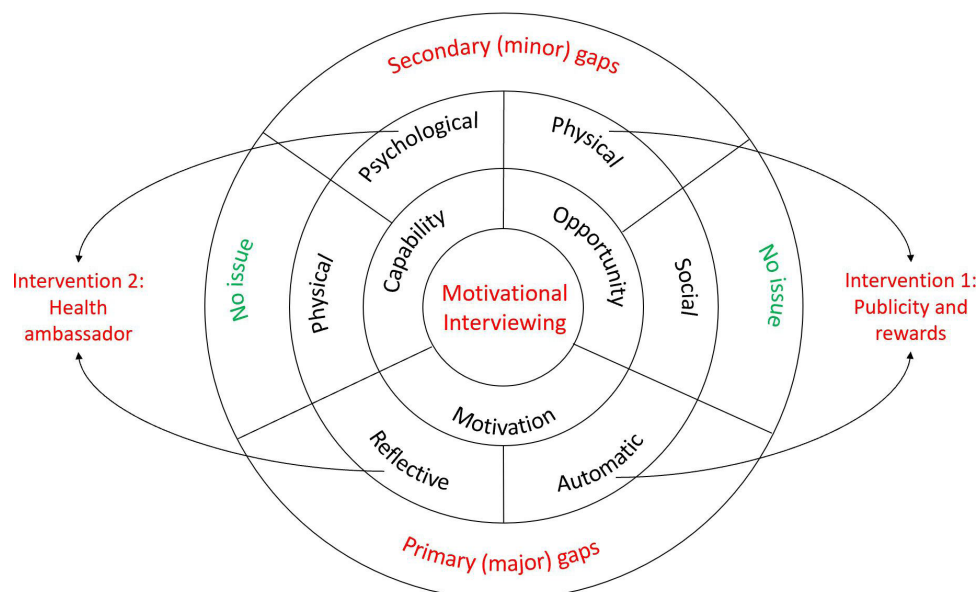 Secondary (minor) gaps
Psychological
Physical
Capability
Opportunity
No issue
Physical
Social
No issue
Intervention 2:
Health
ambassador
Motivational
Interviewing
Intervention 1:
Publicity and
rewards
Motivation
Reflective
Automatic
Primary (major) gaps